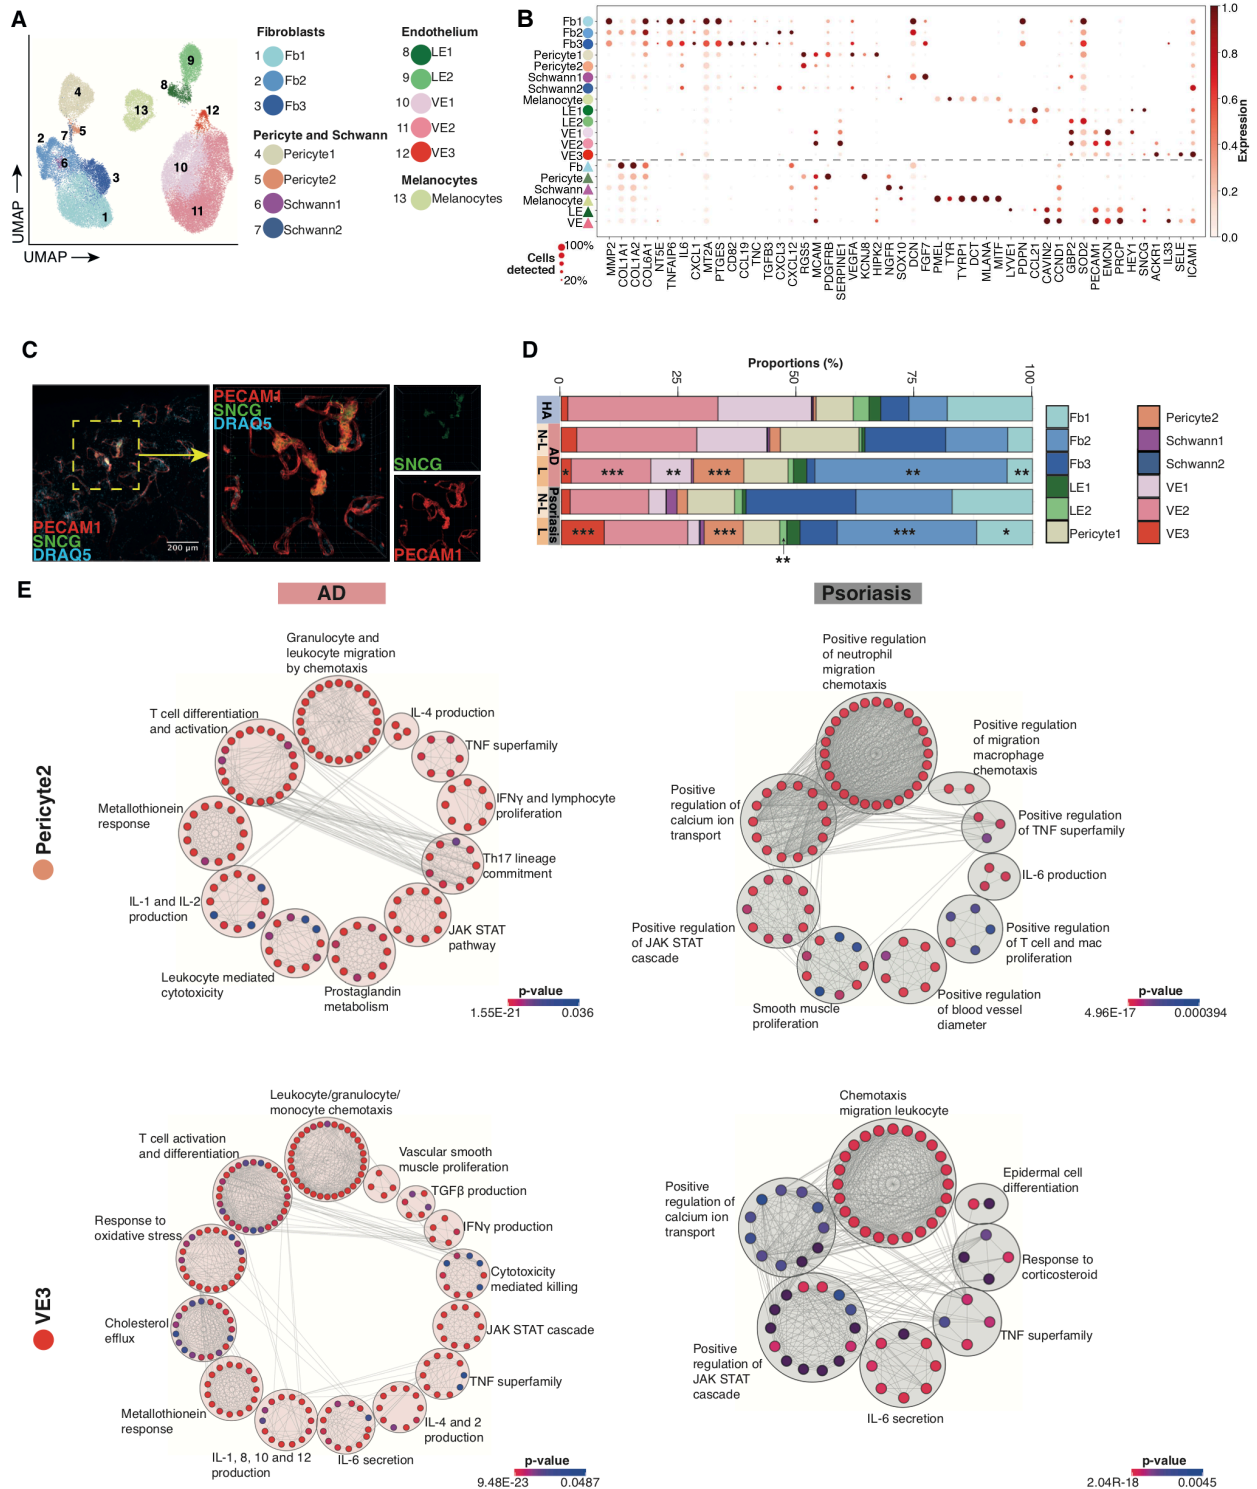 A
UMAP
UMAP
1
2
3
4
5
6
7
8
9
10
11
12
13
Fibroblasts
1 Fb1
2 Fb2
3 Fb3
Pericyte and Schwann
4 Pericyte1
5 Pericyte2
6 Schwann1
7 Schwann2
Endothelium
8 LE1
9 LE2
10 VE1
11 VE2
12 VE3
Melanocytes
13 Melanocytes
B
Fb1
Fb2
Fb3
Pericyte1
Pericyte2
Schwann1
Schwann2
Melanocyte
LE1
LE2
VE1
VE2
VE3
Fb
Pericyte
Schwann
Melanocyte
LE
VE
Cells detected
100%
20%
MMP2
COL1A1
COL1A2
COL6A1
NT5E
TNFAIP6
IL6
CXCL1
MT2A
PTGES
CD82
CCL19
TNC
TGFB3
CXCL3
CXCL12
RGS5
MCAM
PDGFRB
SERPINE1
VEGFA
KCNJ8
HIPK2
NGFR
SOX10
DCN
FGF7
PMEL
TYR
TYRP1
DCT
MLANA
MITF
LYVE1
PDPN
CCL21
CAVIN2
CCND1
GBP2
SOD2
PECAM1
EMCN
PRCP
HEY1
SNCG
ACKR1
IL33
SELE
ICAM1
Expression
1.0
0.8
0.6
0.4
0.2
0.0
C
PECAM1
SNCG
DRAQ5
200 µm
PECAM1
SNCG
DRAQ5
SNCG
PECAM1
D
Proportions (%)
0
25
50
75
100
HA
AD
N-L
L
Psoriasis
N-L
L
* *** ** *** ** **
*** *** *** *
**
Fb1
Fb2
Fb3
LE1
LE2
Pericyte1
Pericyte2
Schwann1
Schwann2
VE1
VE2
VE3
E
AD
Psoriasis
Pericyte2
Granulocyte and
leukocyte migration
by chemotaxis
IL-4 production
TNF superfamily
IFNγ and lymphocyte
proliferation
Th17 lineage
commitment
JAK STAT
pathway
Prostaglandin
metabolism
Leukocyte mediated
cytotoxicity
IL-1 and IL-2
production
Metallothionein
response
T cell differentiation
and activation
p-value
1.55E-21 0.036
Positive regulation
of neutrophil
migration
chemotaxis
Positive regulation
of migration
macrophage
chemotaxis
Positive regulation
of TNF superfamily
IL-6 production
Positive regulation
of T cell and mac
proliferation
Positive regulation
of blood vessel
diameter
Smooth muscle
proliferation
Positive regulation
of JAK STAT
cascade
Positive
regulation of
calcium ion
transport
p-value
4.96E-17 0.000394
VE3
Leukocyte/granulocyte/
monocyte chemotaxis
Vascular smooth
muscle proliferation
TGFβ production
IFNγ production
Cytotoxicity
mediated killing
JAK STAT cascade
TNF superfamily
IL-4 and 2
production
IL-6 secretion
IL-1, 8, 10 and 12
production
Metallothionein
response
Cholesterol
efflux
Response to
oxidative stress
T cell activation
and differentiation
p-value
9.48E-23 0.0487
Chemotaxis
migration leukocyte
Epidermal cell
differentiation
Response to
corticosteroid
TNF superfamily
IL-6 secretion
Positive
regulation of
JAK STAT
cascade
Positive
regulation of
calcium ion
transport
p-value
2.04R-18 0.0045